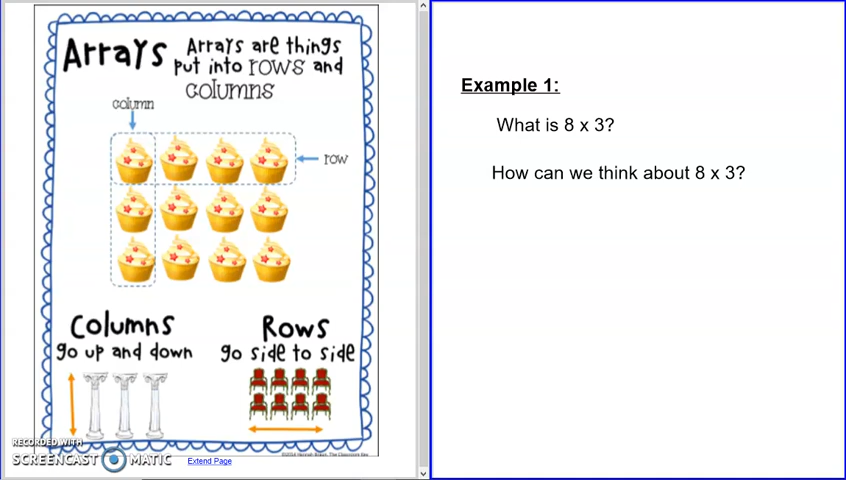 Arrays
Arrays are things
put into rows and
columns
column
row
Columns
go up and down
Rows
go side to side
RECORDED WITH
SCREENCAST MATIC
Extend Page
Example 1:
What is 8 x 3?
How can we think about 8 x 3?